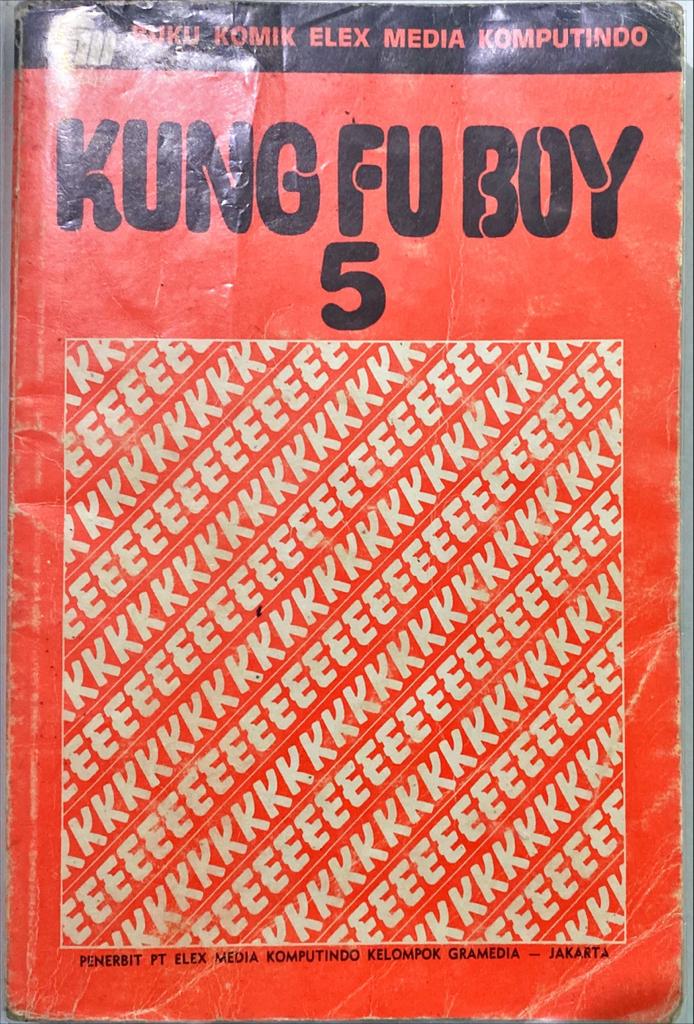 BUKU KOMIK ELEX MEDIA KOMPUTINDO
KUNG FU BOY
5
PENERBIT PT ELEX MEDIA KOMPUTINDO KELOMPOK GRAMEDIA — JAKARTA